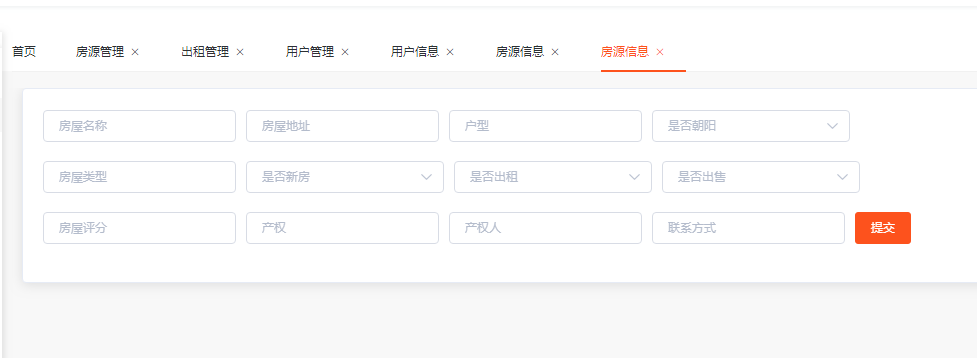 首页 房源管理 出租管理 用户管理 用户信息 房源信息 房源信息
房屋名称 房屋地址 户型 是否朝阳
房屋类型 是否新房 是否出租 是否出售
房屋评分 产权 产权人 联系方式 提交